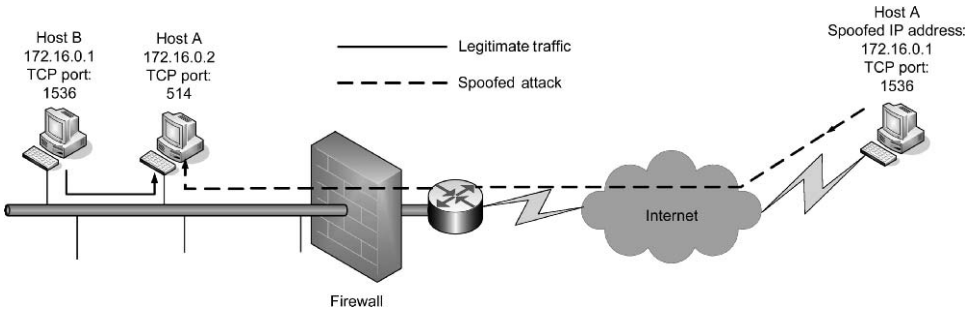 Host B
172.16.0.1
TCP port:
1536
Host A
172.16.0.2
TCP port:
514
Legitimate traffic
Spoofed attack
Host A
Spoofed IP address:
172.16.0.1
TCP port:
1536
Internet
Firewall